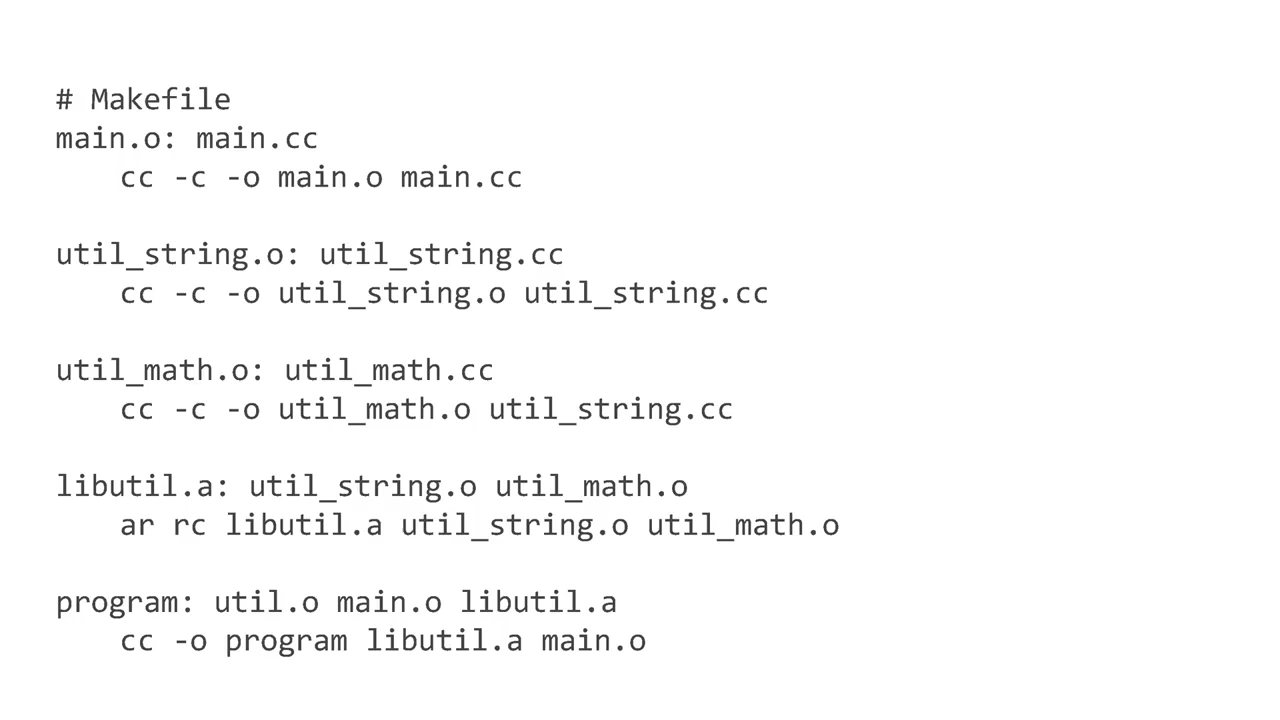 # Makefile
main.o: main.cc
cc -c -o main.o main.cc
util_string.o: util_string.cc
cc -c -o util_string.o util_string.cc
util_math.o: util_math.cc
cc -c -o util_math.o util_string.cc
libutil.a: util_string.o util_math.o
ar rc libutil.a util_string.o util_math.o
program: util.o main.o libutil.a
cc -o program libutil.a main.o